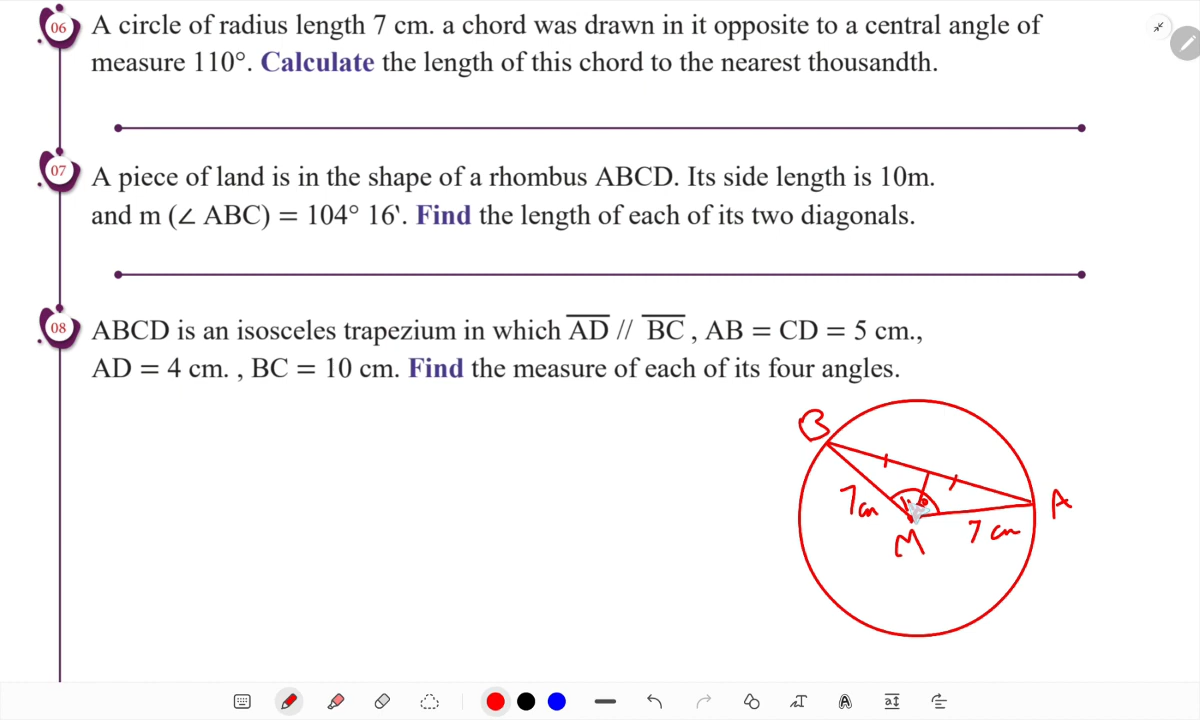 06 A circle of radius length 7 cm. a chord was drawn in it opposite to a central angle of
measure 110°. Calculate the length of this chord to the nearest thousandth.
07 A piece of land is in the shape of a rhombus ABCD. Its side length is 10m.
and m (∠ ABC) = 104° 16‵. Find the length of each of its two diagonals.
08 ABCD is an isosceles trapezium in which A̅D̅ // B̅C̅ , AB = CD = 5 cm.,
AD = 4 cm. , BC = 10 cm. Find the measure of each of its four angles.
B
7cm
A
7 cm
M